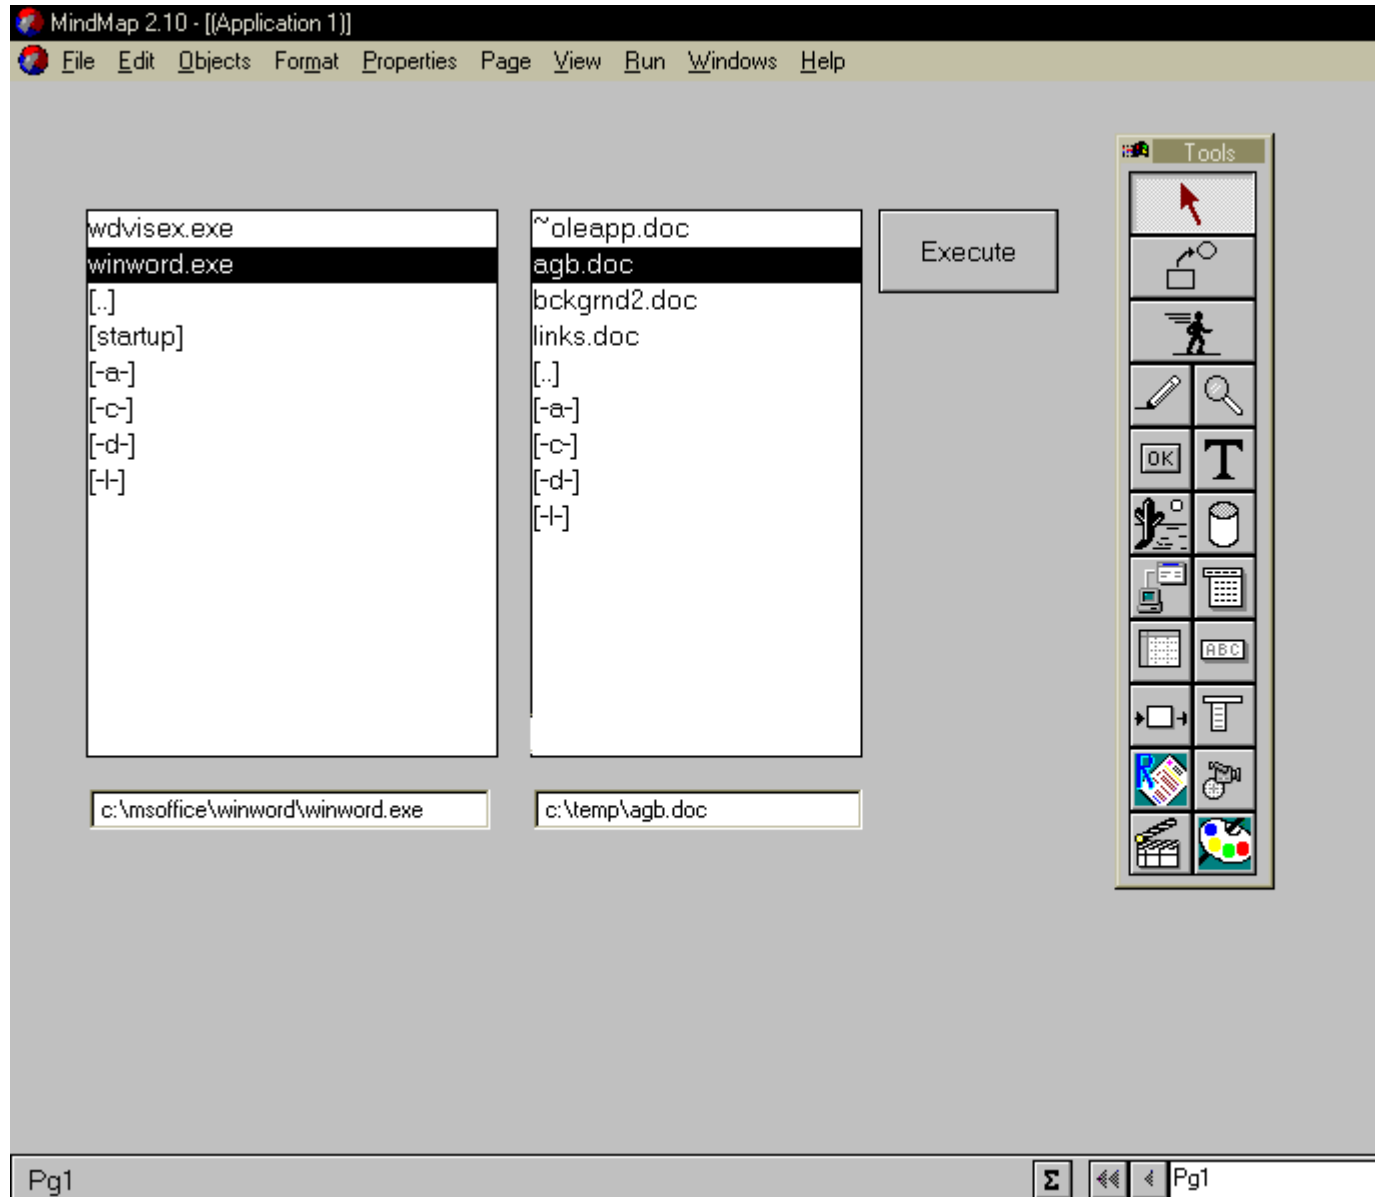 MindMap 2.10 - [(Application 1)]
File Edit Objects Format Properties Page View Run Windows Help
Tools
wdvisex.exe
winword.exe
[..]
[startup]
[-a-]
[-c-]
[-d-]
[-l-]
~oleapp.doc
agb.doc
bckgrnd2.doc
links.doc
[..]
[-a-]
[-c-]
[-d-]
[-l-]
Execute
OK
T
ABC
R
c:\msoffice\winword\winword.exe
c:\temp\agb.doc
Pg1
Σ
Pg1